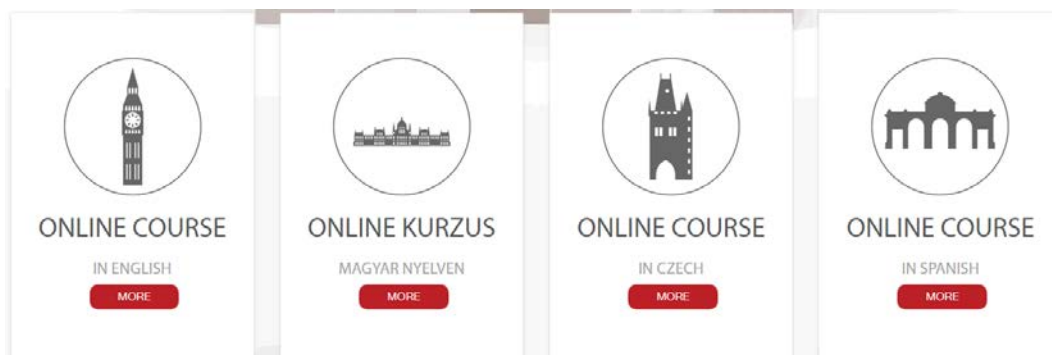 ONLINE COURSE
IN ENGLISH
MORE
ONLINE KURZUS
MAGYAR NYELVEN
MORE
ONLINE COURSE
IN CZECH
MORE
ONLINE COURSE
IN SPANISH
MORE